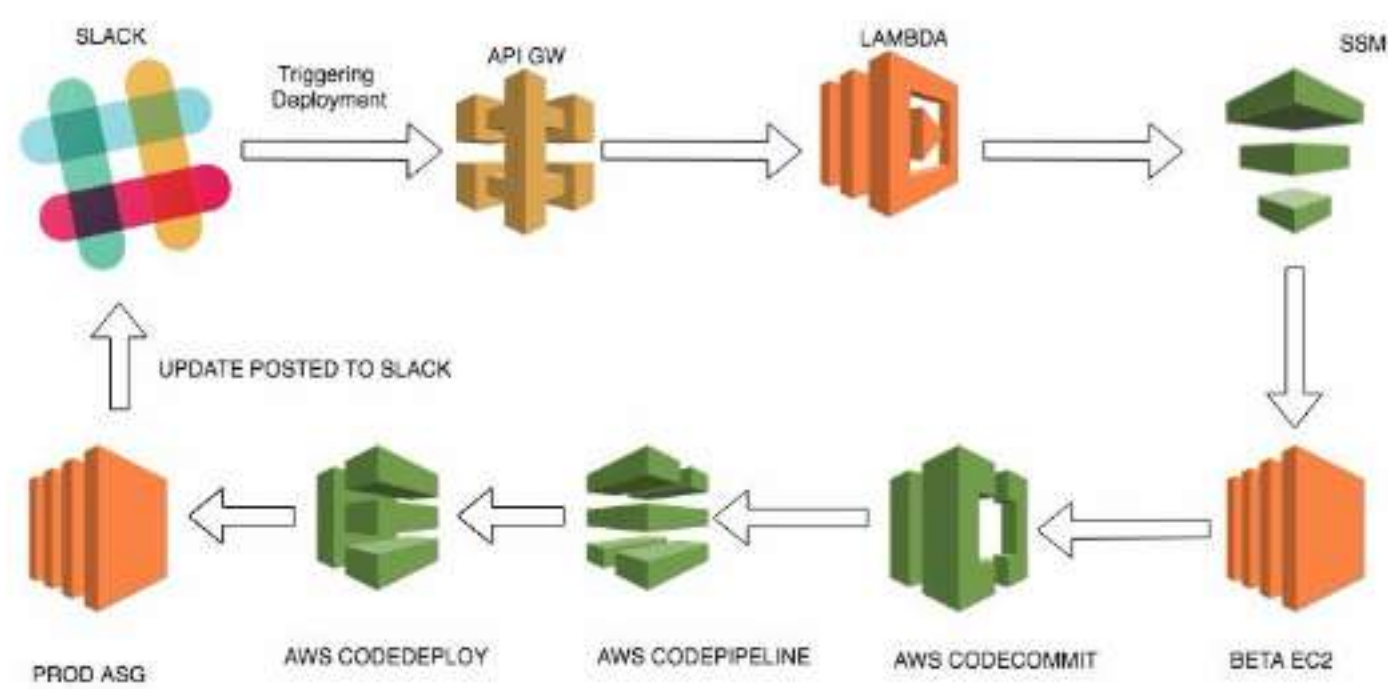 SLACK
Triggering
Deployment
API GW
LAMBDA
SSM
UPDATE POSTED TO SLACK
PROD ASG
AWS CODEDEPLOY
AWS CODEPIPELINE
AWS CODECOMMIT
BETA EC2